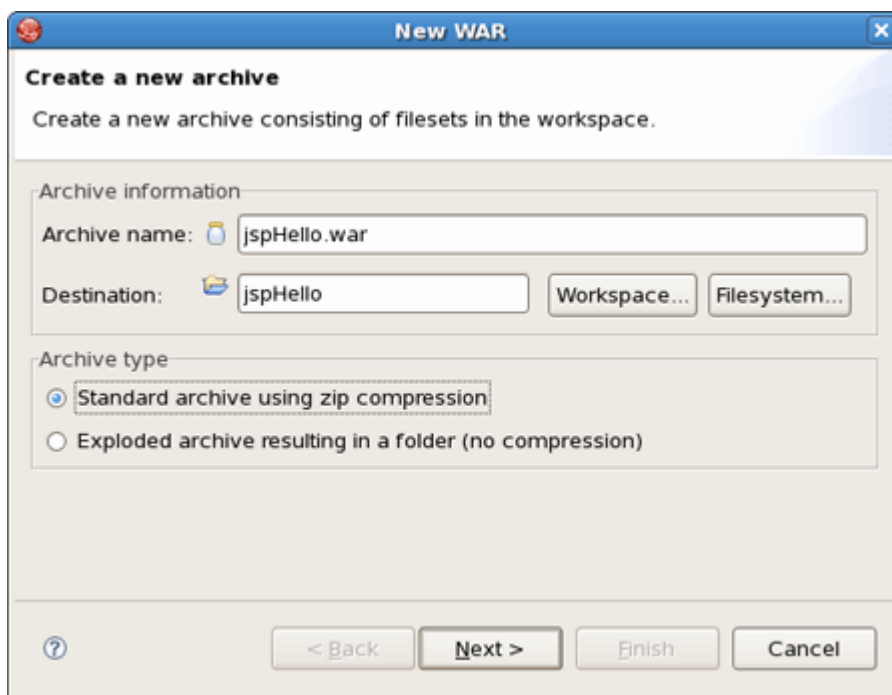 New WAR
Create a new archive
Create a new archive consisting of filesets in the workspace.
Archive information
Archive name: jspHello.war
Destination: jspHello Workspace... Filesystem...
Archive type
Standard archive using zip compression
Exploded archive resulting in a folder (no compression)
? < Back Next > Finish Cancel